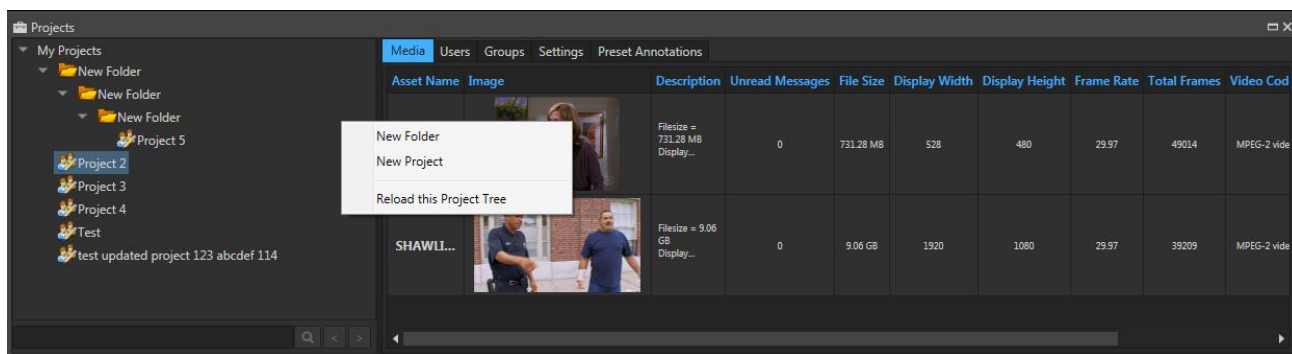 Projects
My Projects
New Folder
New Folder
New Folder
Project 5
Project 2
Project 3
Project 4
Test
test updated project 123 abcdef 114
New Folder
New Project
Reload this Project Tree
Media Users Groups Settings Preset Annotations
Asset Name Image Description Unread Messages File Size Display Width Display Height Frame Rate Total Frames Video Cod
Filesize =
731.28 MB
Display...
0 731.28 MB 528 480 29.97 49014 MPEG-2 vide
SHAWLI...
Filesize = 9.06
GB
Display...
0 9.06 GB 1920 1080 29.97 39209 MPEG-2 vide
< >